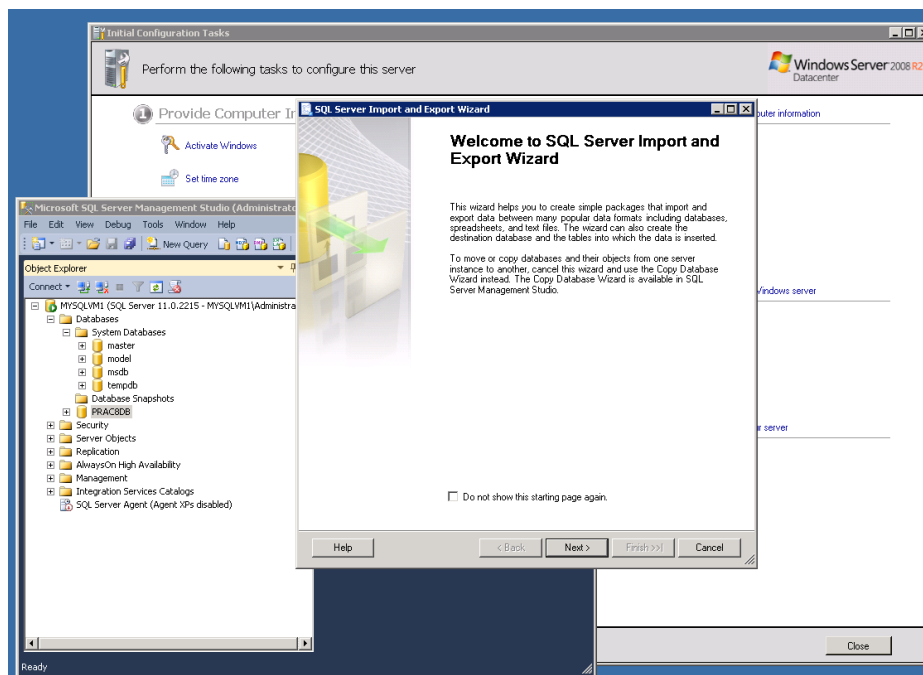 Initial Configuration Tasks
Perform the following tasks to configure this server
Windows Server 2008 R2
Datacenter
1 Provide Computer In
puter information
Activate Windows
Set time zone
SQL Server Import and Export Wizard
Welcome to SQL Server Import and
Export Wizard
This wizard helps you to create simple packages that import and
export data between many popular data formats including databases,
spreadsheets, and text files. The wizard can also create the
destination database and the tables into which the data is inserted.
To move or copy databases and their objects from one server
instance to another, cancel this wizard and use the Copy Database
Wizard instead. The Copy Database Wizard is available in SQL
Server Management Studio.
Do not show this starting page again.
Help
< Back
Next >
Finish >>|
Cancel
Microsoft SQL Server Management Studio (Administrato
File Edit View Debug Tools Window Help
New Query
Object Explorer
Connect
MYSQLVM1 (SQL Server 11.0.2215 - MYSQLVM1\Administra
Databases
System Databases
master
model
msdb
tempdb
Database Snapshots
PRAC8DB
Security
Server Objects
Replication
AlwaysOn High Availability
Management
Integration Services Catalogs
SQL Server Agent (Agent XPs disabled)
Ready
Windows server
server
Close